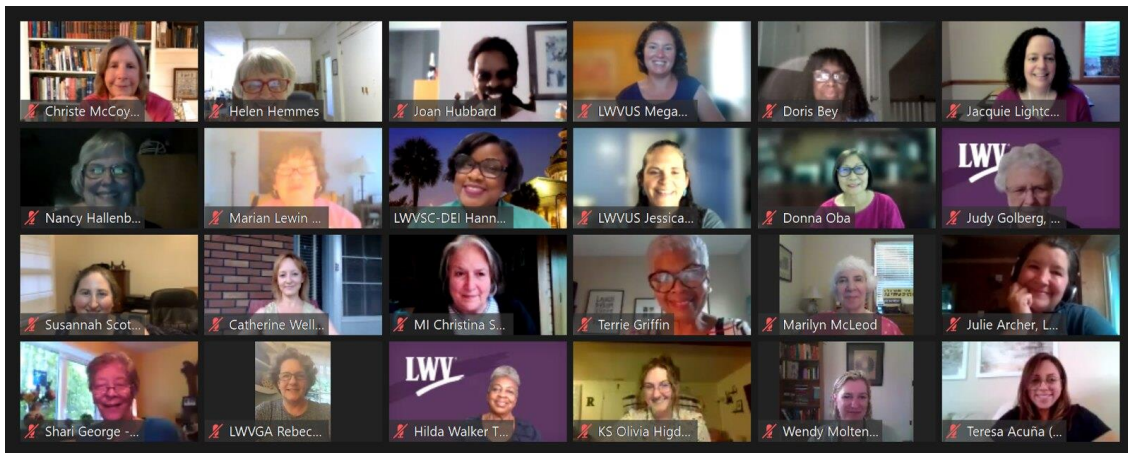 Christe McCoy...
Helen Hemmes
Joan Hubbard
LWVUS Mega...
Doris Bey
Jacquie Lightc...
Nancy Hallenb...
Marian Lewin ...
LWVSC-DEI Hann...
LWVUS Jessica...
Donna Oba
LWV
Judy Golberg, ...
Susannah Scot...
Catherine Well...
MI Christina S...
Terrie Griffin
Marilyn McLeod
Julie Archer, L...
Shari George -...
LWVGA Rebec...
LWV
Hilda Walker T...
KS Olivia Higd...
Wendy Molten...
Teresa Acuña (...